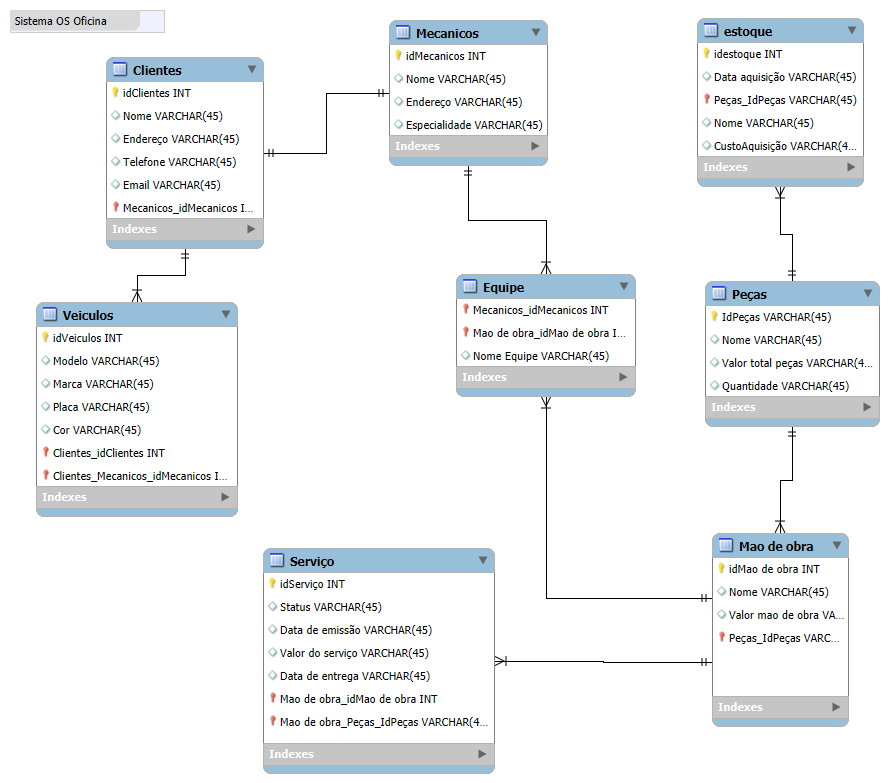 Sistema OS Oficina
Clientes
idClientes INT
Nome VARCHAR(45)
Endereço VARCHAR(45)
Telefone VARCHAR(45)
Email VARCHAR(45)
Mecanicos_idMecanicos I...
Indexes
Mecanicos
idMecanicos INT
Nome VARCHAR(45)
Endereço VARCHAR(45)
Especialidade VARCHAR(45)
Indexes
estoque
idestoque INT
Data aquisição VARCHAR(45)
Peças_IdPeças VARCHAR(45)
Nome VARCHAR(45)
CustoAquisição VARCHAR(4...
Indexes
Veiculos
idVeiculos INT
Modelo VARCHAR(45)
Marca VARCHAR(45)
Placa VARCHAR(45)
Cor VARCHAR(45)
Clientes_idClientes INT
Clientes_Mecanicos_idMecanicos I...
Indexes
Equipe
Mecanicos_idMecanicos INT
Mao de obra_idMao de obra I...
Nome Equipe VARCHAR(45)
Indexes
Peças
IdPeças VARCHAR(45)
Nome VARCHAR(45)
Valor total peças VARCHAR(4...
Quantidade VARCHAR(45)
Indexes
Serviço
idServiço INT
Status VARCHAR(45)
Data de emissão VARCHAR(45)
Valor do serviço VARCHAR(45)
Data de entrega VARCHAR(45)
Mao de obra_idMao de obra INT
Mao de obra_Peças_IdPeças VARCHAR(4...
Indexes
Mao de obra
idMao de obra INT
Nome VARCHAR(45)
Valor mao de obra VA...
Peças_IdPeças VARC...
Indexes